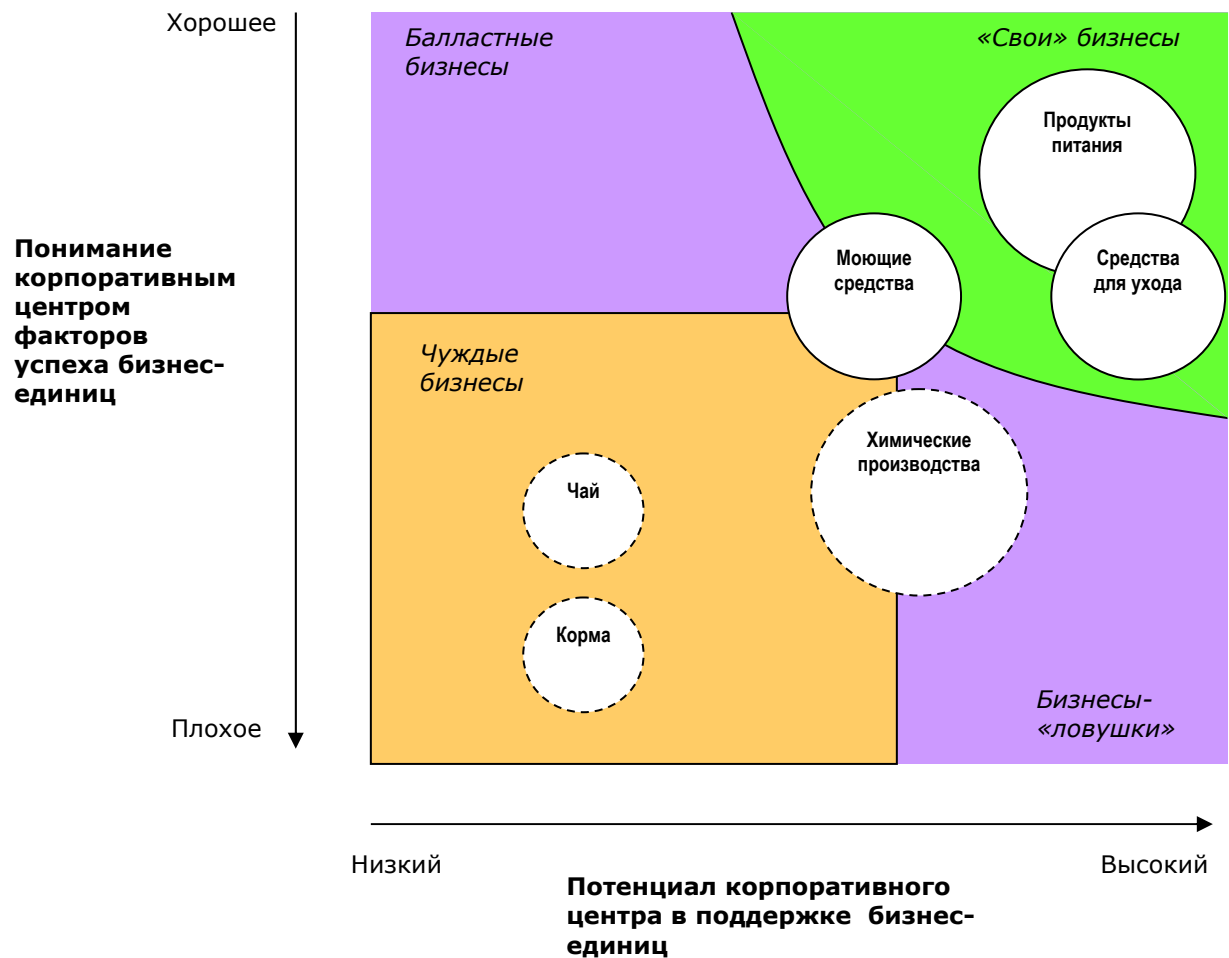 Хорошее
Балластные
бизнесы
«Свои» бизнесы
Продукты
питания
Понимание
корпоративным
центром
факторов
успеха бизнес-
единиц
Моющие
средства
Средства
для ухода
Чуждые
бизнесы
Химические
производства
Чай
Корма
Бизнесы-
«ловушки»
Плохое
Низкий
Высокий
Потенциал корпоративного
центра в поддержке бизнес-
единиц